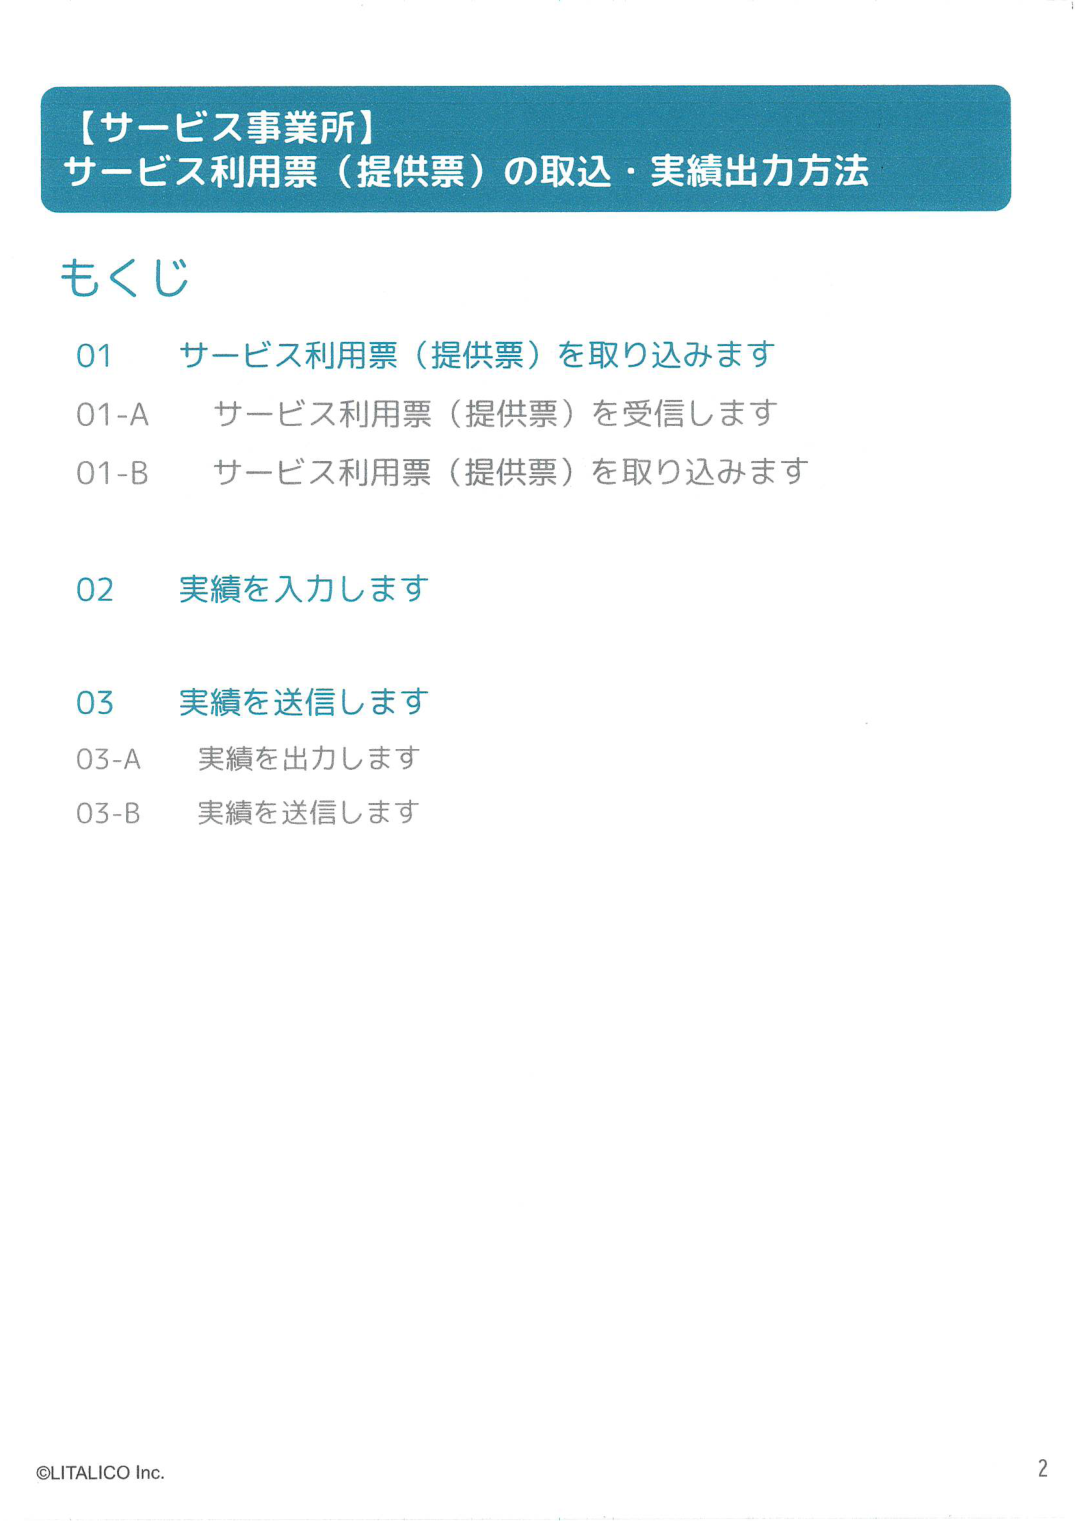 【サービス事業所】
サービス利用票（提供票）の取込・実績出力方法
もくじ
01 サービス利用票（提供票）を取り込みます
01-A サービス利用票（提供票）を受信します
01-B サービス利用票（提供票）を取り込みます
02 実績を入力します
03 実績を送信します
03-A 実績を出力します
03-B 実績を送信します
©LITALICO Inc.
2